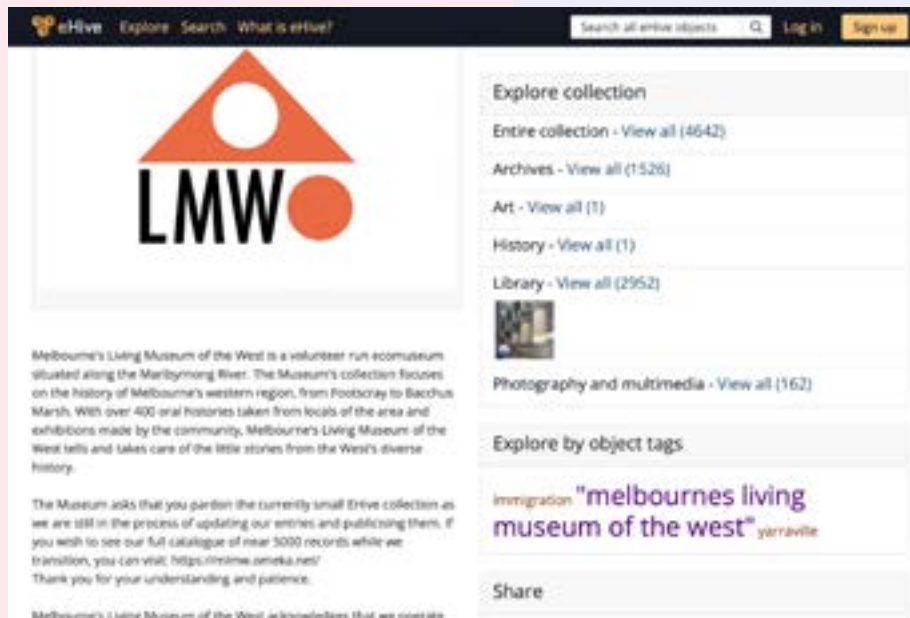 eHive Explore Search What is eHive? Search all eHive objects Log in Sign up
LMW
Melbourne's Living Museum of the West is a volunteer run ecomuseum
situated along the Maribyrnong River. The Museum's collection focuses
on the history of Melbourne's western region, from Footscray to Bacchus
Marsh. With over 400 oral histories taken from locals of the area and
exhibitions made by the community, Melbourne's Living Museum of the
West tells and takes care of the little stories from the West's diverse
history.
The Museum asks that you pardon the currently small EHive collection as
we are still in the process of updating our entries and publicising them. If
you wish to see our full catalogue of near 5000 records while we
transition, you can visit: https://mlmw.omeka.net/
Thank you for your understanding and patience.
Melbourne's Living Museum of the West acknowledges that we operate
Explore collection
Entire collection - View all (4642)
Archives - View all (1526)
Art - View all (1)
History - View all (1)
Library - View all (2952)
Photography and multimedia - View all (162)
Explore by object tags
immigration "melbournes living
museum of the west" yarraville
Share